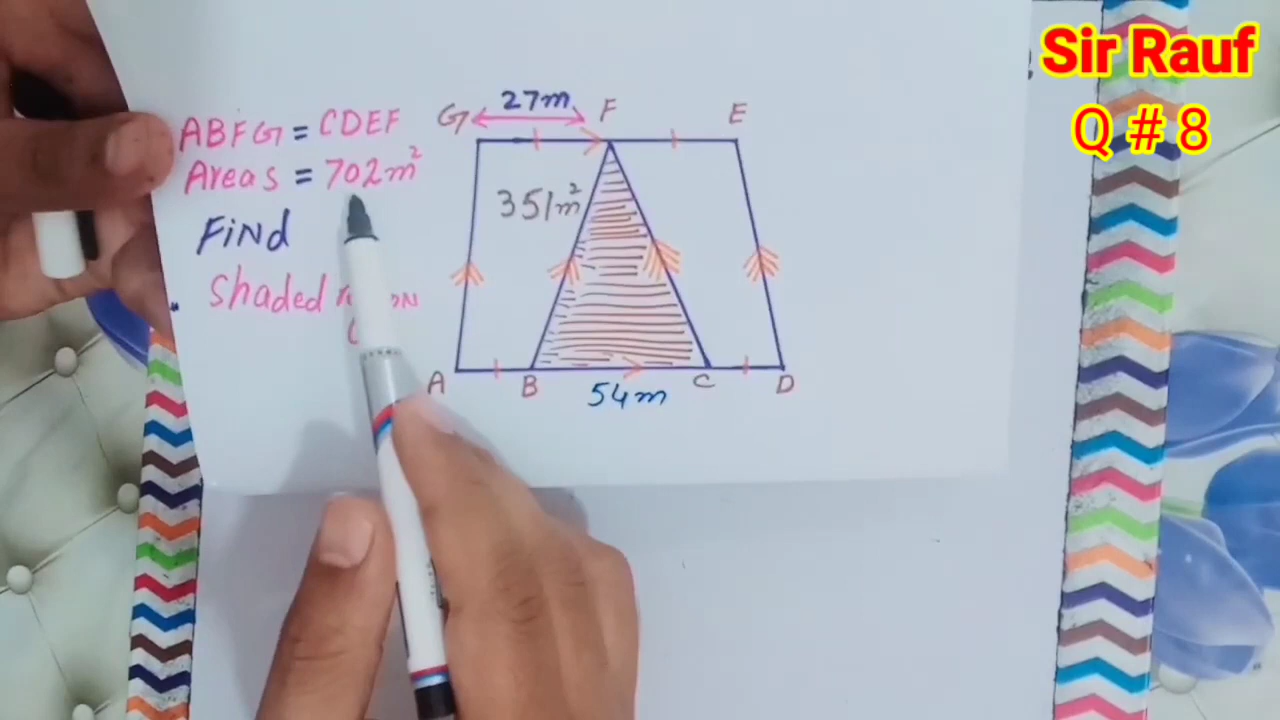 Sir Rauf
Q # 8
ABFG = CDEF
Areas = 702m²
FiNd
Shaded
27m
G F E
351m²
A B C D
54m